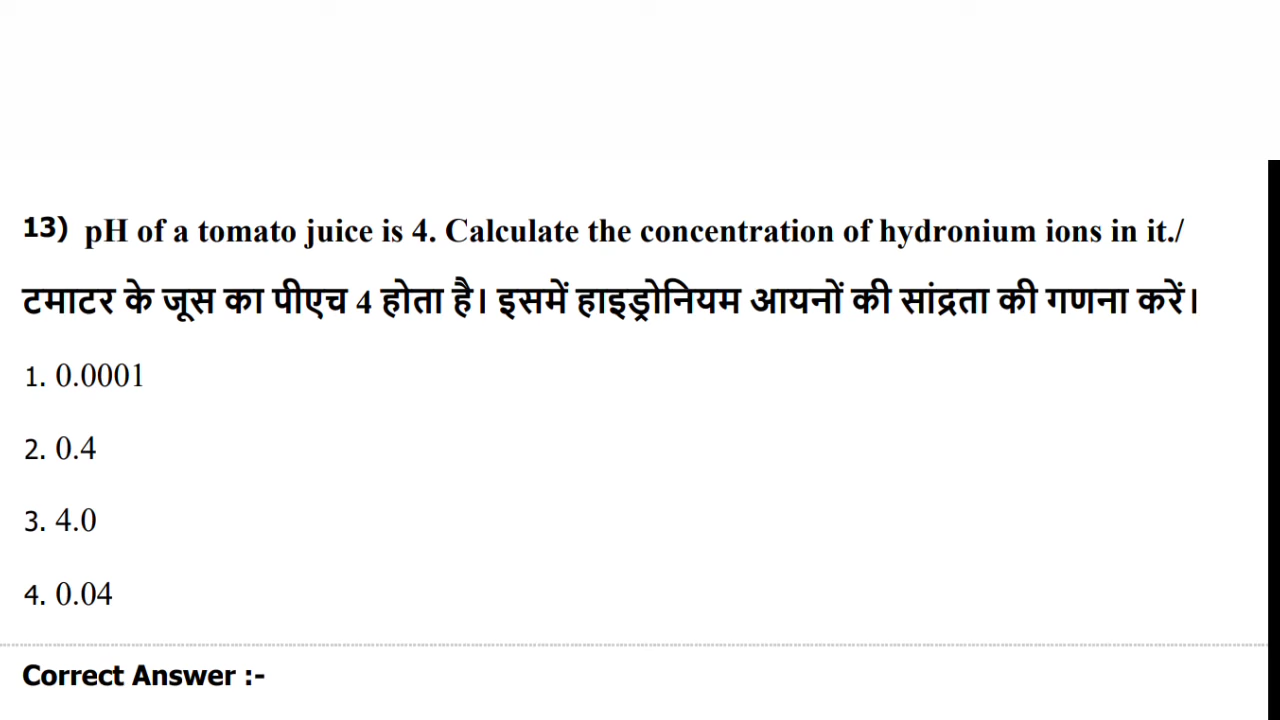 13) pH of a tomato juice is 4. Calculate the concentration of hydronium ions in it./
टमाटर के जूस का पीएच 4 होता है। इसमें हाइड्रोनियम आयनों की सांद्रता की गणना करें।
1. 0.0001
2. 0.4
3. 4.0
4. 0.04
Correct Answer :-